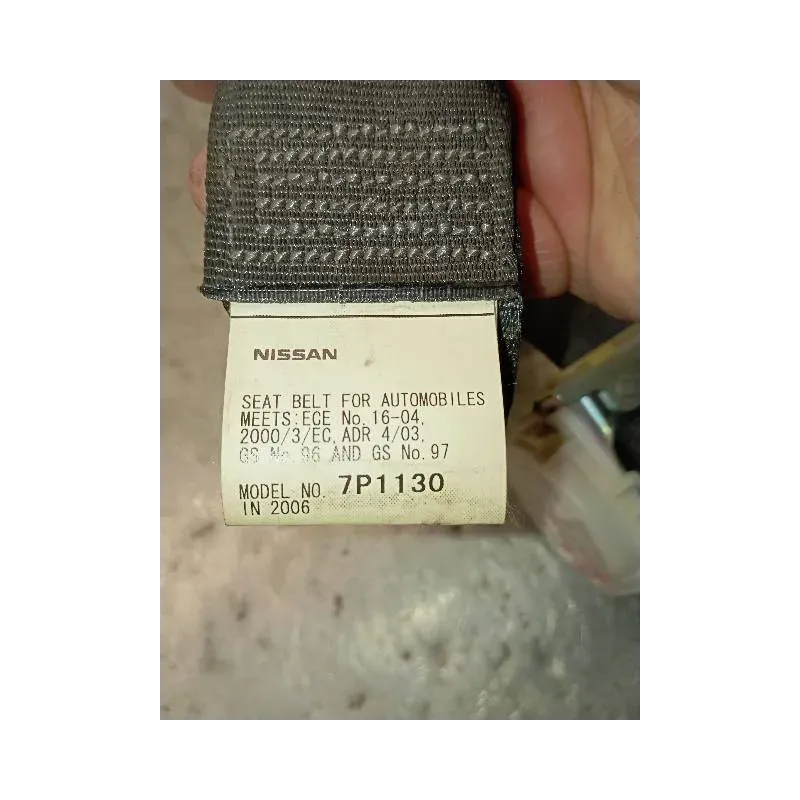 NISSAN
SEAT BELT FOR AUTOMOBILES
MEETS:ECE No.16-04,
2000/3/EC, ADR 4/03,
GS No.96 AND GS No.97
MODEL NO. 7P1130
IN 2006